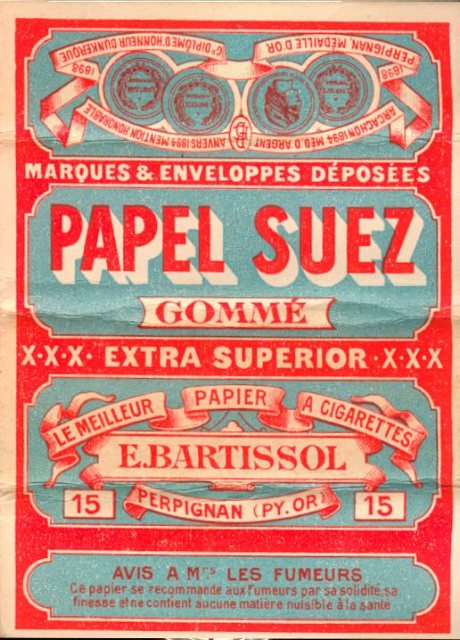 Gd DIPLÔME D'HONNEUR DUNKERQUE
1898
PERPIGNAN, MÉDAILLE D'OR
1898
ANVERS 1894 MENTION HONORABLE
ARCACHON 1894 MED. D'ARGENT
MARQUES & ENVELOPPES DÉPOSÉES
PAPEL SUEZ
GOMMÉ
X·X·X· EXTRA SUPERIOR ·X·X·X
LE MEILLEUR PAPIER A CIGARETTES
E.BARTISSOL
15 PERPIGNAN (PY. OR) 15
AVIS A Mrs LES FUMEURS
Ce papier se recommande aux Fumeurs par sa solidité, sa
finesse et ne contient aucune matière nuisible à la santé